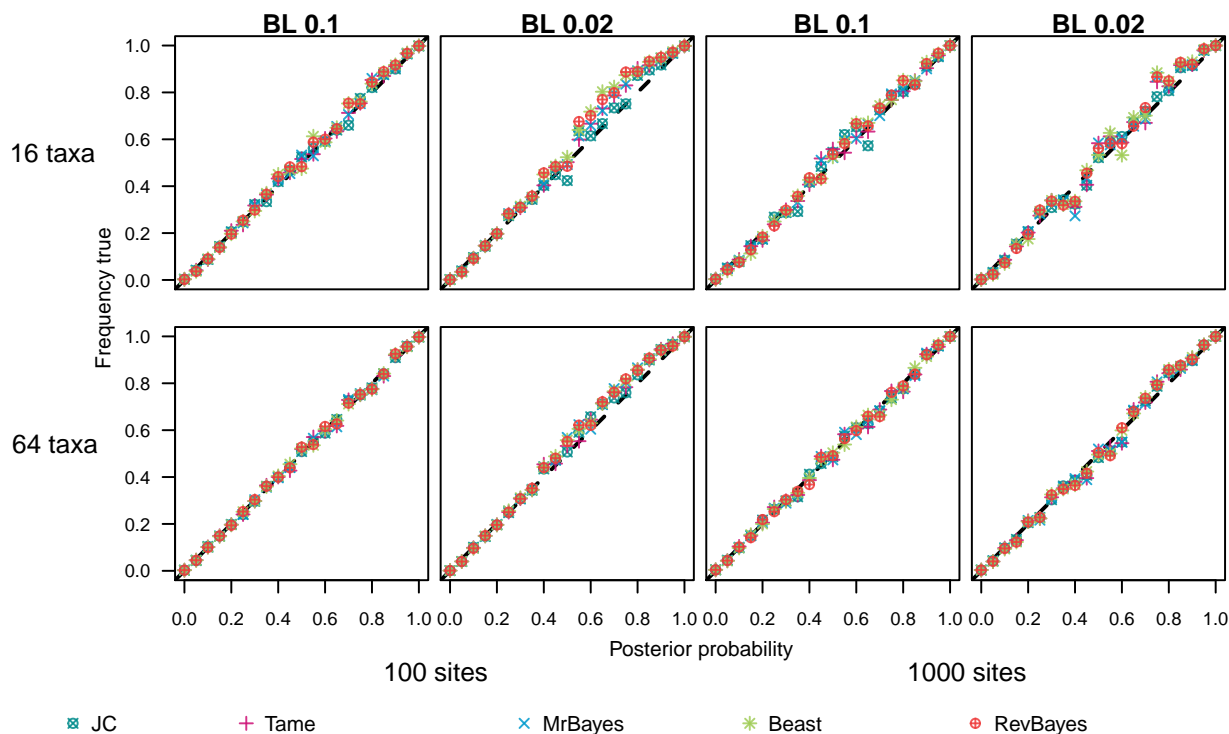 BL 0.1 BL 0.02 BL 0.1 BL 0.02
1.0
0.8
0.6
16 taxa
0.4
0.2
0.0
Frequency true
1.0
0.8
0.6
64 taxa
0.4
0.2
0.0
0.0 0.2 0.4 0.6 0.8 1.0 0.0 0.2 0.4 0.6 0.8 1.0 0.0 0.2 0.4 0.6 0.8 1.0 0.0 0.2 0.4 0.6 0.8 1.0
Posterior probability
100 sites 1000 sites
JC Tame MrBayes Beast RevBayes